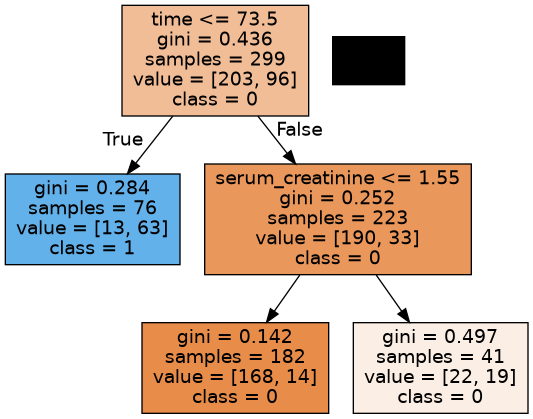 time <= 73.5
gini = 0.436
samples = 299
value = [203, 96]
class = 0
True
False
gini = 0.284
samples = 76
value = [13, 63]
class = 1
serum_creatinine <= 1.55
gini = 0.252
samples = 223
value = [190, 33]
class = 0
gini = 0.142
samples = 182
value = [168, 14]
class = 0
gini = 0.497
samples = 41
value = [22, 19]
class = 0